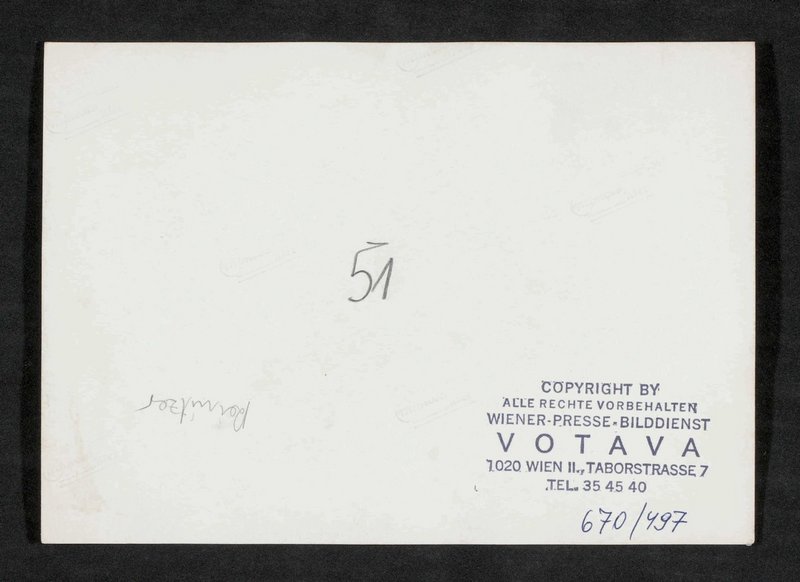 51
COPYRIGHT BY
ALLE RECHTE VORBEHALTEN
WIENER-PRESSE-BILDDIENST
VOTAVA
1020 WIEN II., TABORSTRASSE 7
TEL. 35 45 40
670/497